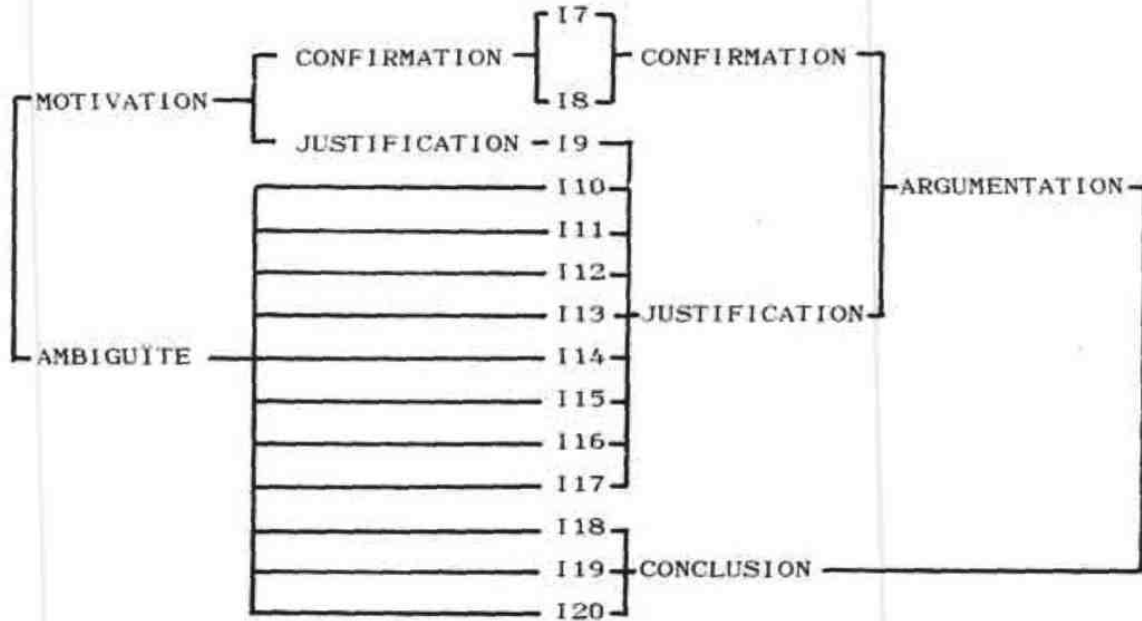 I7
CONFIRMATION CONFIRMATION
MOTIVATION I8
JUSTIFICATION I9
I10 ARGUMENTATION
I11
I12
I13 JUSTIFICATION
AMBIGUÏTE I14
I15
I16
I17
I18
I19 CONCLUSION
I20